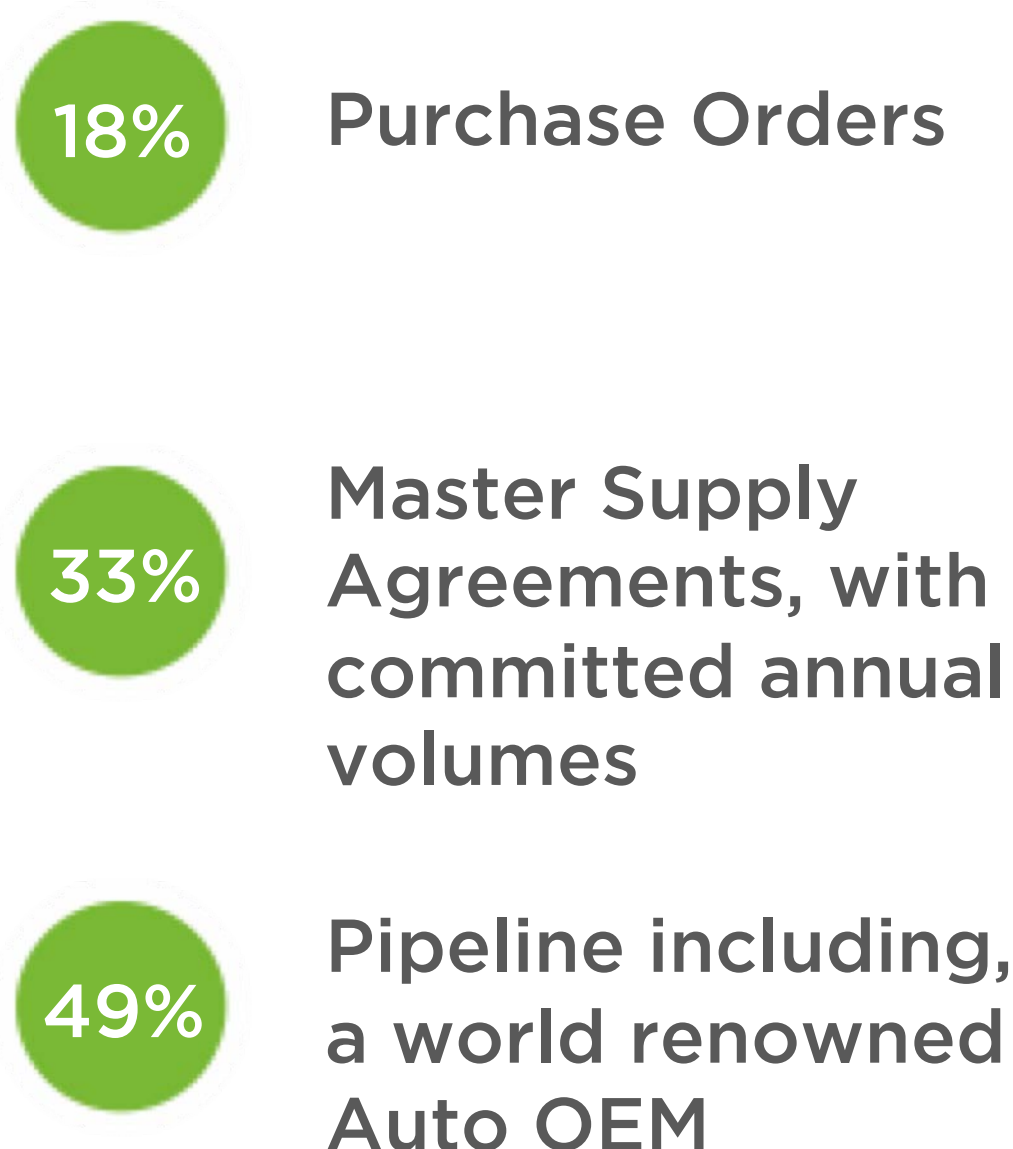 18%
Purchase Orders
33%
Master Supply
Agreements, with
committed annual
volumes
49%
Pipeline including,
a world renowned
Auto OEM